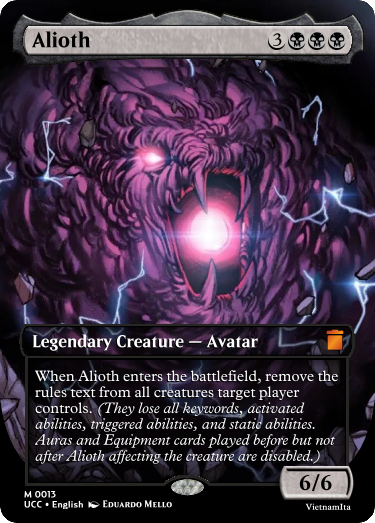 Alioth 3
Legendary Creature — Avatar
When Alioth enters the battlefield, remove the
rules text from all creatures target player
controls. (They lose all keywords, activated
abilities, triggered abilities, and static abilities.
Auras and Equipment cards played before but not
after Alioth affecting the creature are disabled.)
6/6
M 0013
UCC • English Eduardo Mello
VietnamIta